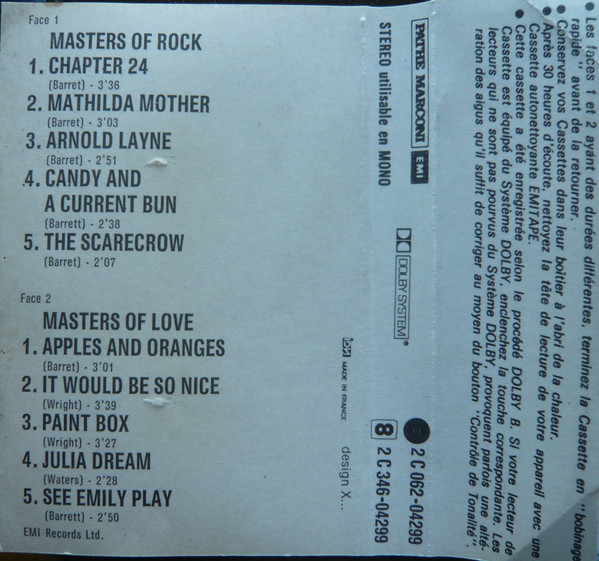 Face 1
MASTERS OF ROCK
1. CHAPTER 24
(Barret) - 3'36
2. MATHILDA MOTHER
(Barret) - 3'03
3. ARNOLD LAYNE
(Barret) - 2'51
4. CANDY AND
A CURRENT BUN
(Barrett) - 2'38
5. THE SCARECROW
(Barret) - 2'07
Face 2
MASTERS OF LOVE
1. APPLES AND ORANGES
(Barret) - 3'01
2. IT WOULD BE SO NICE
(Wright) - 3'39
3. PAINT BOX
(Wright) - 3'27
4. JULIA DREAM
(Waters) - 2'28
5. SEE EMILY PLAY
(Barrett) - 2'50
EMI Records Ltd.
MADE IN FRANCE
design X...
PATHE MARCONI EMI
STEREO utilisable en MONO
DOLBY SYSTEM®
2 C 062-04299
8 2 C 346-04299
• Les faces 1 et 2 ayant des durées différentes, terminez la Cassette en "bobinage
rapide" avant de la retourner.
• Conservez vos Cassettes dans leur boîtier à l'abri de la chaleur.
• Après 30 heures d'écoute, nettoyez la tête de lecture de votre appareil avec une
Cassette autonettoyante EMITAPE.
• Cette cassette a été enregistrée selon le procédé DOLBY B. Si votre lecteur de
Cassette est équipé du Système DOLBY, enclenchez la touche correspondante. Les
lecteurs qui ne sont pas pourvus du Système DOLBY, provoquent parfois une alté-
ration des aigus qu'il suffit de corriger au moyen du bouton "Contrôle de Tonalité"